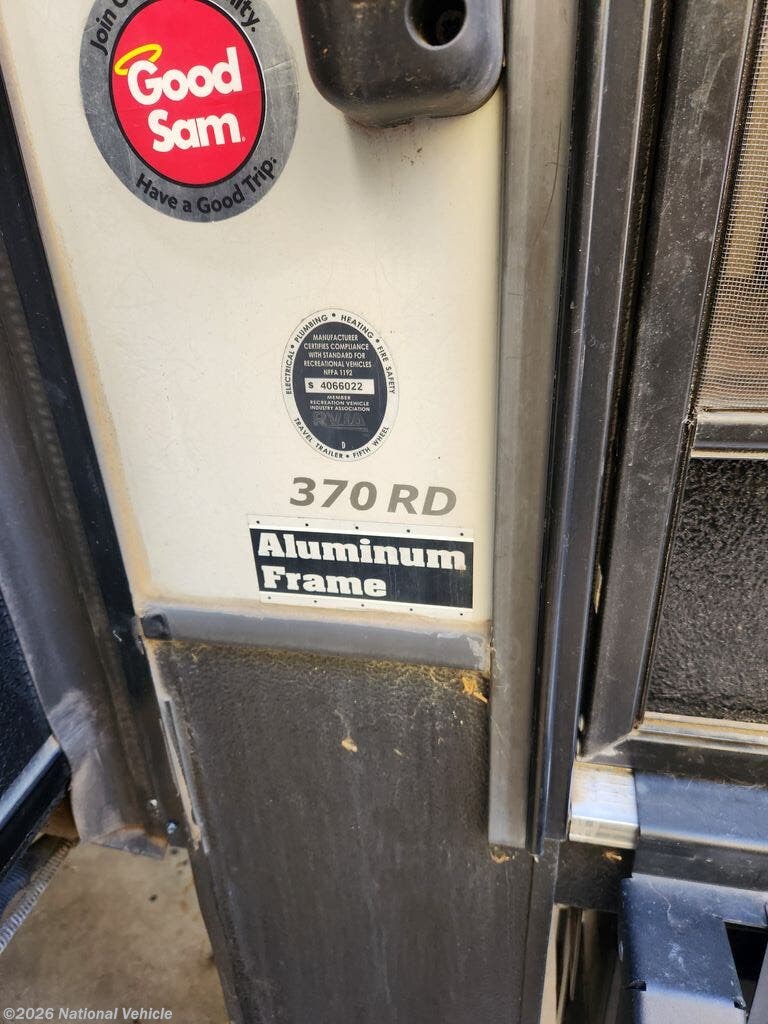 Join
ity.
Good
Sam
Have a Good Trip.
ELECTRICAL • PLUMBING • HEATING • FIRE SAFETY
MANUFACTURER
CERTIFIES COMPLIANCE
WITH STANDARD FOR
RECREATIONAL VEHICLES
NFPA 1192
S 4066022
MEMBER
RECREATION VEHICLE
INDUSTRY ASSOCIATION
RVIA
D
TRAVEL TRAILER • FIFTH WHEEL
370 RD
Aluminum
Frame
©2026 National Vehicle